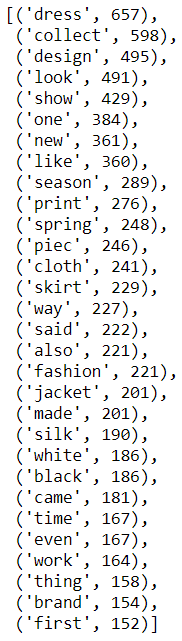 [('dress', 657),
('collect', 598),
('design', 495),
('look', 491),
('show', 429),
('one', 384),
('new', 361),
('like', 360),
('season', 289),
('print', 276),
('spring', 248),
('piec', 246),
('cloth', 241),
('skirt', 229),
('way', 227),
('said', 222),
('also', 221),
('fashion', 221),
('jacket', 201),
('made', 201),
('silk', 190),
('white', 186),
('black', 186),
('came', 181),
('time', 167),
('even', 167),
('work', 164),
('thing', 158),
('brand', 154),
('first', 152)]